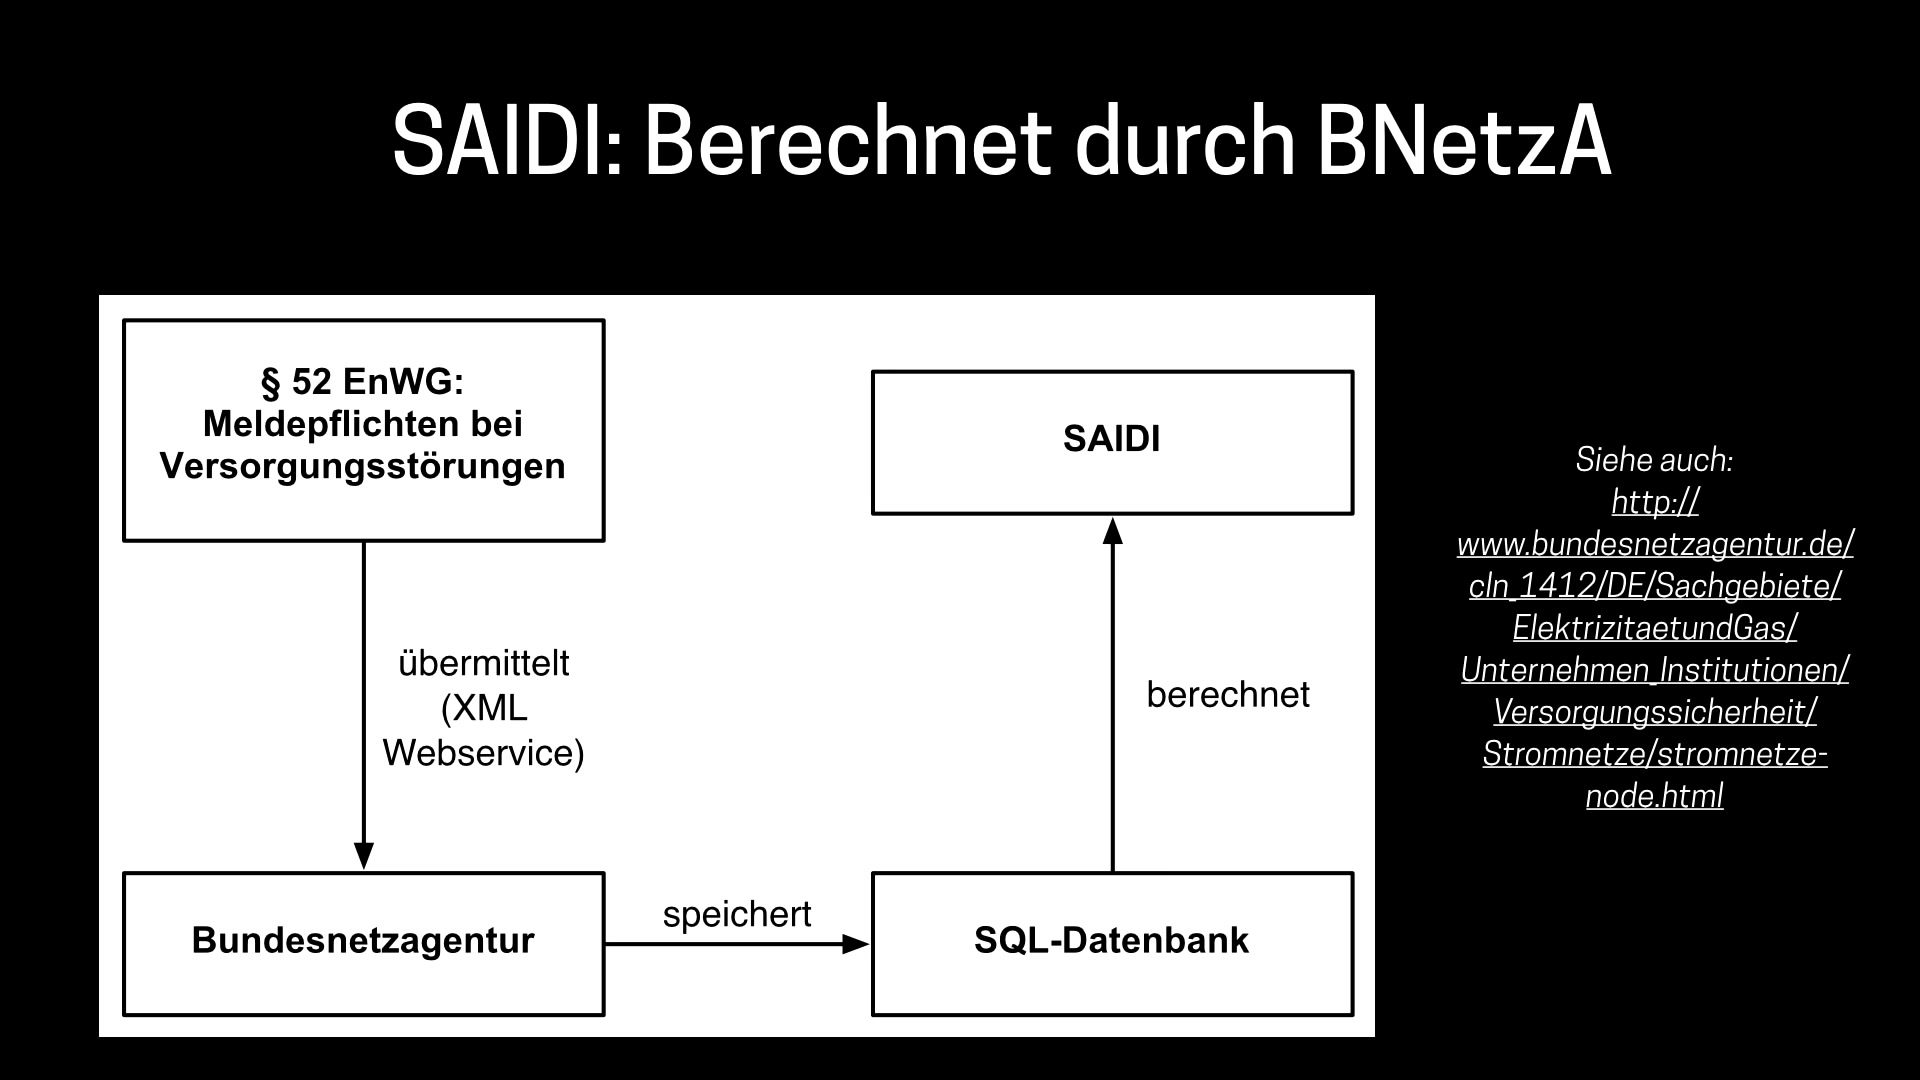 SAIDI: Berechnet durch BNetzA
§ 52 EnWG:
Meldepflichten bei
Versorgungsstörungen
übermittelt
(XML
Webservice)
Bundesnetzagentur
speichert
SQL-Datenbank
berechnet
SAIDI
Siehe auch:
http://
www.bundesnetzagentur.de/
cln_1412/DE/Sachgebiete/
ElektrizitaetundGas/
Unternehmen_Institutionen/
Versorgungssicherheit/
Stromnetze/stromnetze-
node.html